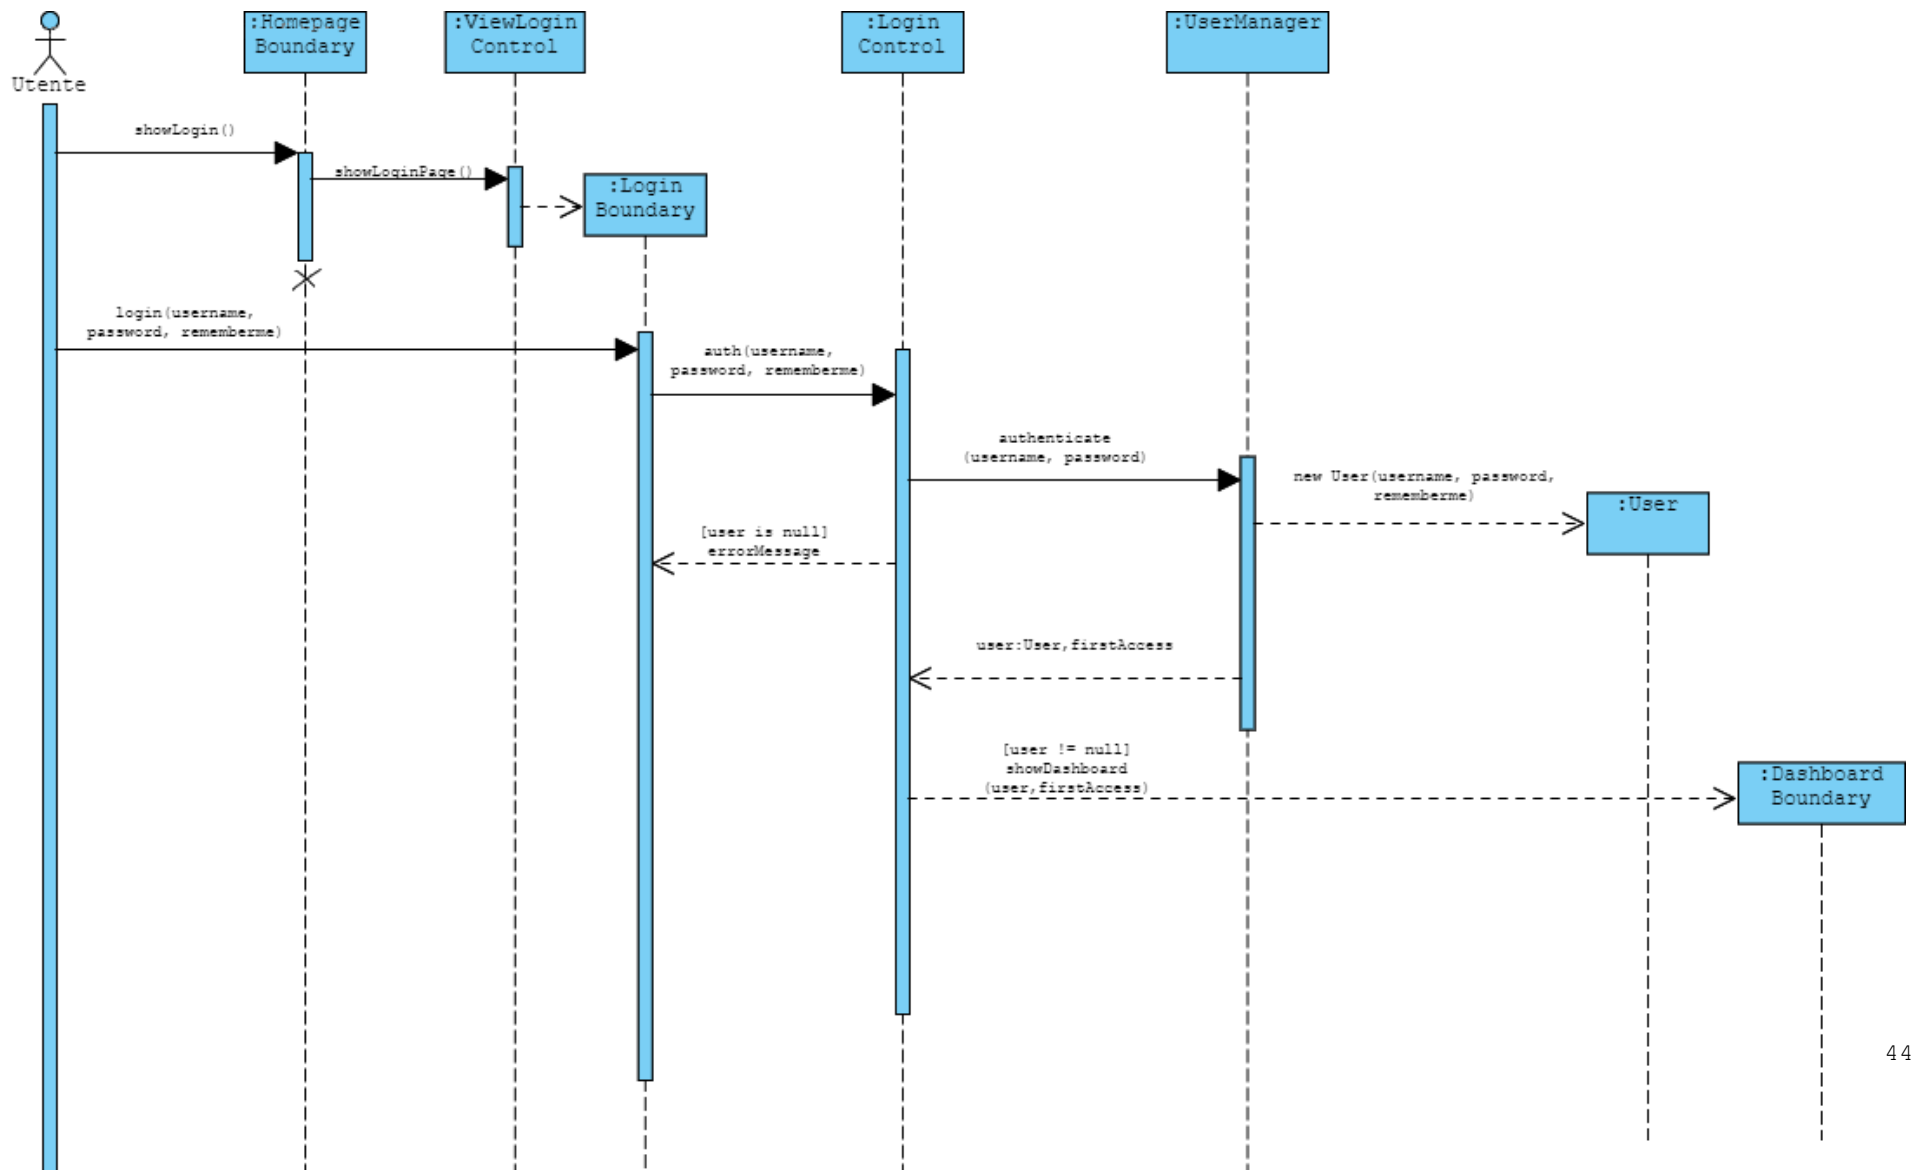 :Homepage
Boundary
:ViewLogin
Control
:Login
Control
:UserManager
Utente
showLogin()
showLoginPage()
:Login
Boundary
login(username,
password, rememberme)
auth(username,
password, rememberme)
authenticate
(username, password)
new User(username, password,
rememberme)
:User
[user is null]
errorMessage
user:User,firstAccess
[user != null]
showDashboard
(user,firstAccess)
:Dashboard
Boundary
44